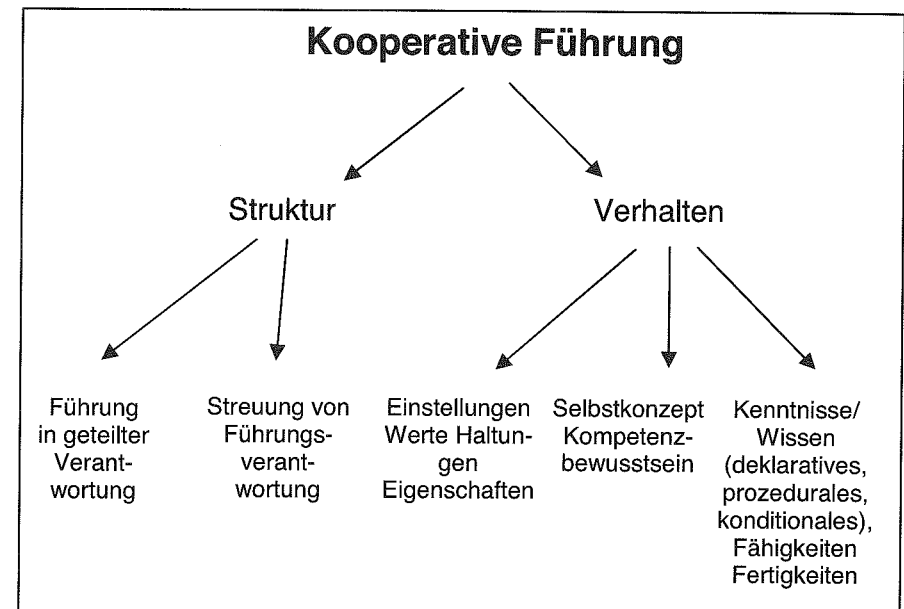 Kooperative Führung
Struktur
Verhalten
Führung
in geteilter
Verant-
wortung
Streuung von
Führungs-
verant-
wortung
Einstellungen
Werte Haltun-
gen
Eigenschaften
Selbstkonzept
Kompetenz-
bewusstsein
Kenntnisse/
Wissen
(deklaratives,
prozedurales,
konditionales),
Fähigkeiten
Fertigkeiten